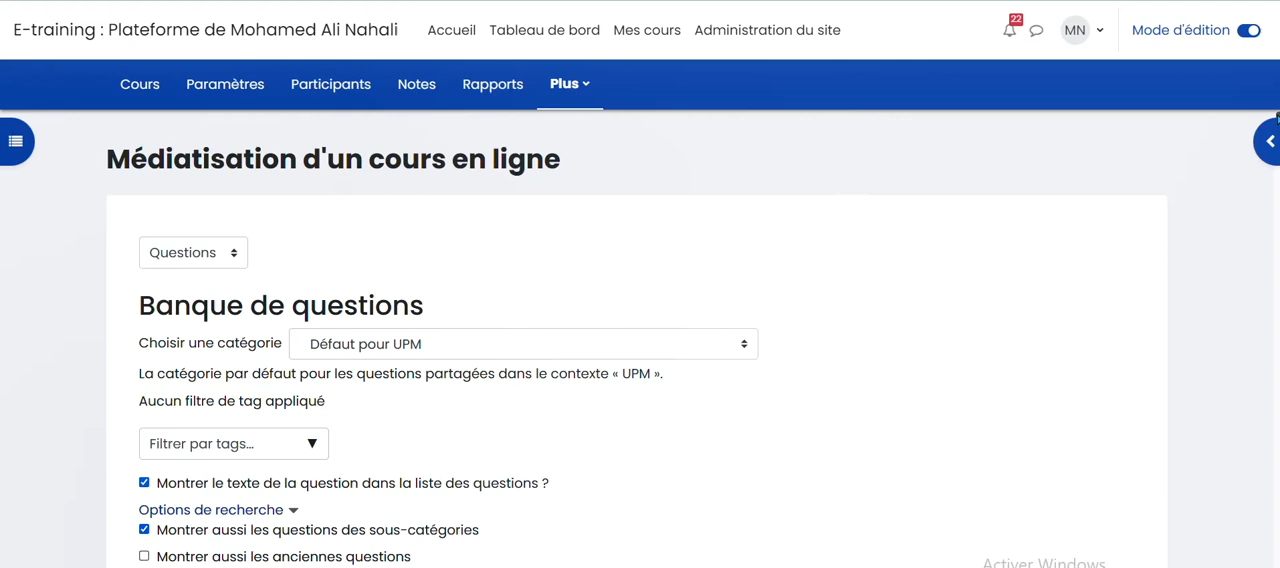 E-training : Plateforme de Mohamed Ali Nahali Accueil Tableau de bord Mes cours Administration du site 22 MN Mode d'édition
Cours Paramètres Participants Notes Rapports Plus
Médiatisation d'un cours en ligne
Questions
Banque de questions
Choisir une catégorie Défaut pour UPM
La catégorie par défaut pour les questions partagées dans le contexte « UPM ».
Aucun filtre de tag appliqué
Filtrer par tags...
Montrer le texte de la question dans la liste des questions ?
Options de recherche
Montrer aussi les questions des sous-catégories
Montrer aussi les anciennes questions
Activer Windows